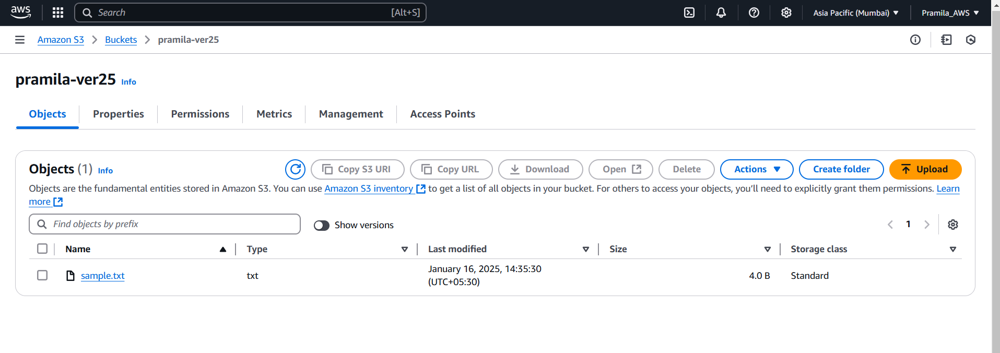 aws Search [Alt+S] Asia Pacific (Mumbai) Pramila_AWS
Amazon S3 Buckets pramila-ver25
pramila-ver25 Info
Objects Properties Permissions Metrics Management Access Points
Objects (1) Info Copy S3 URI Copy URL Download Open Delete Actions Create folder Upload
Objects are the fundamental entities stored in Amazon S3. You can use Amazon S3 inventory to get a list of all objects in your bucket. For others to access your objects, you’ll need to explicitly grant them permissions. Learn
more
Find objects by prefix Show versions 1
Name Type Last modified Size Storage class
sample.txt txt January 16, 2025, 14:35:30 4.0 B Standard
(UTC+05:30)